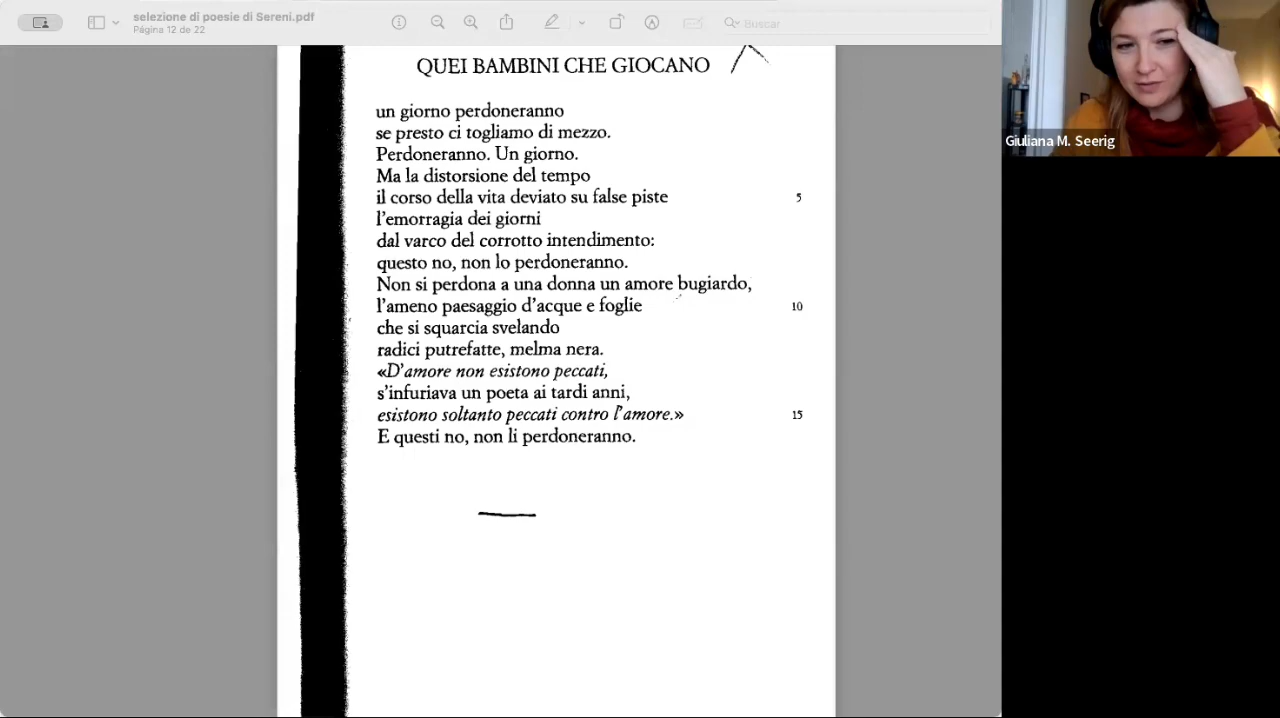 selezione di poesie di Sereni.pdf
Página 12 de 22
Buscar
QUEI BAMBINI CHE GIOCANO
un giorno perdoneranno
se presto ci togliamo di mezzo.
Perdoneranno. Un giorno.
Ma la distorsione del tempo
il corso della vita deviato su false piste 5
l'emorragia dei giorni
dal varco del corrotto intendimento:
questo no, non lo perdoneranno.
Non si perdona a una donna un amore bugiardo,
l'ameno paesaggio d'acque e foglie 10
che si squarcia svelando
radici putrefatte, melma nera.
«D'amore non esistono peccati,
s'infuriava un poeta ai tardi anni,
esistono soltanto peccati contro l'amore.» 15
E questi no, non li perdoneranno.
Giuliana M. Seerig